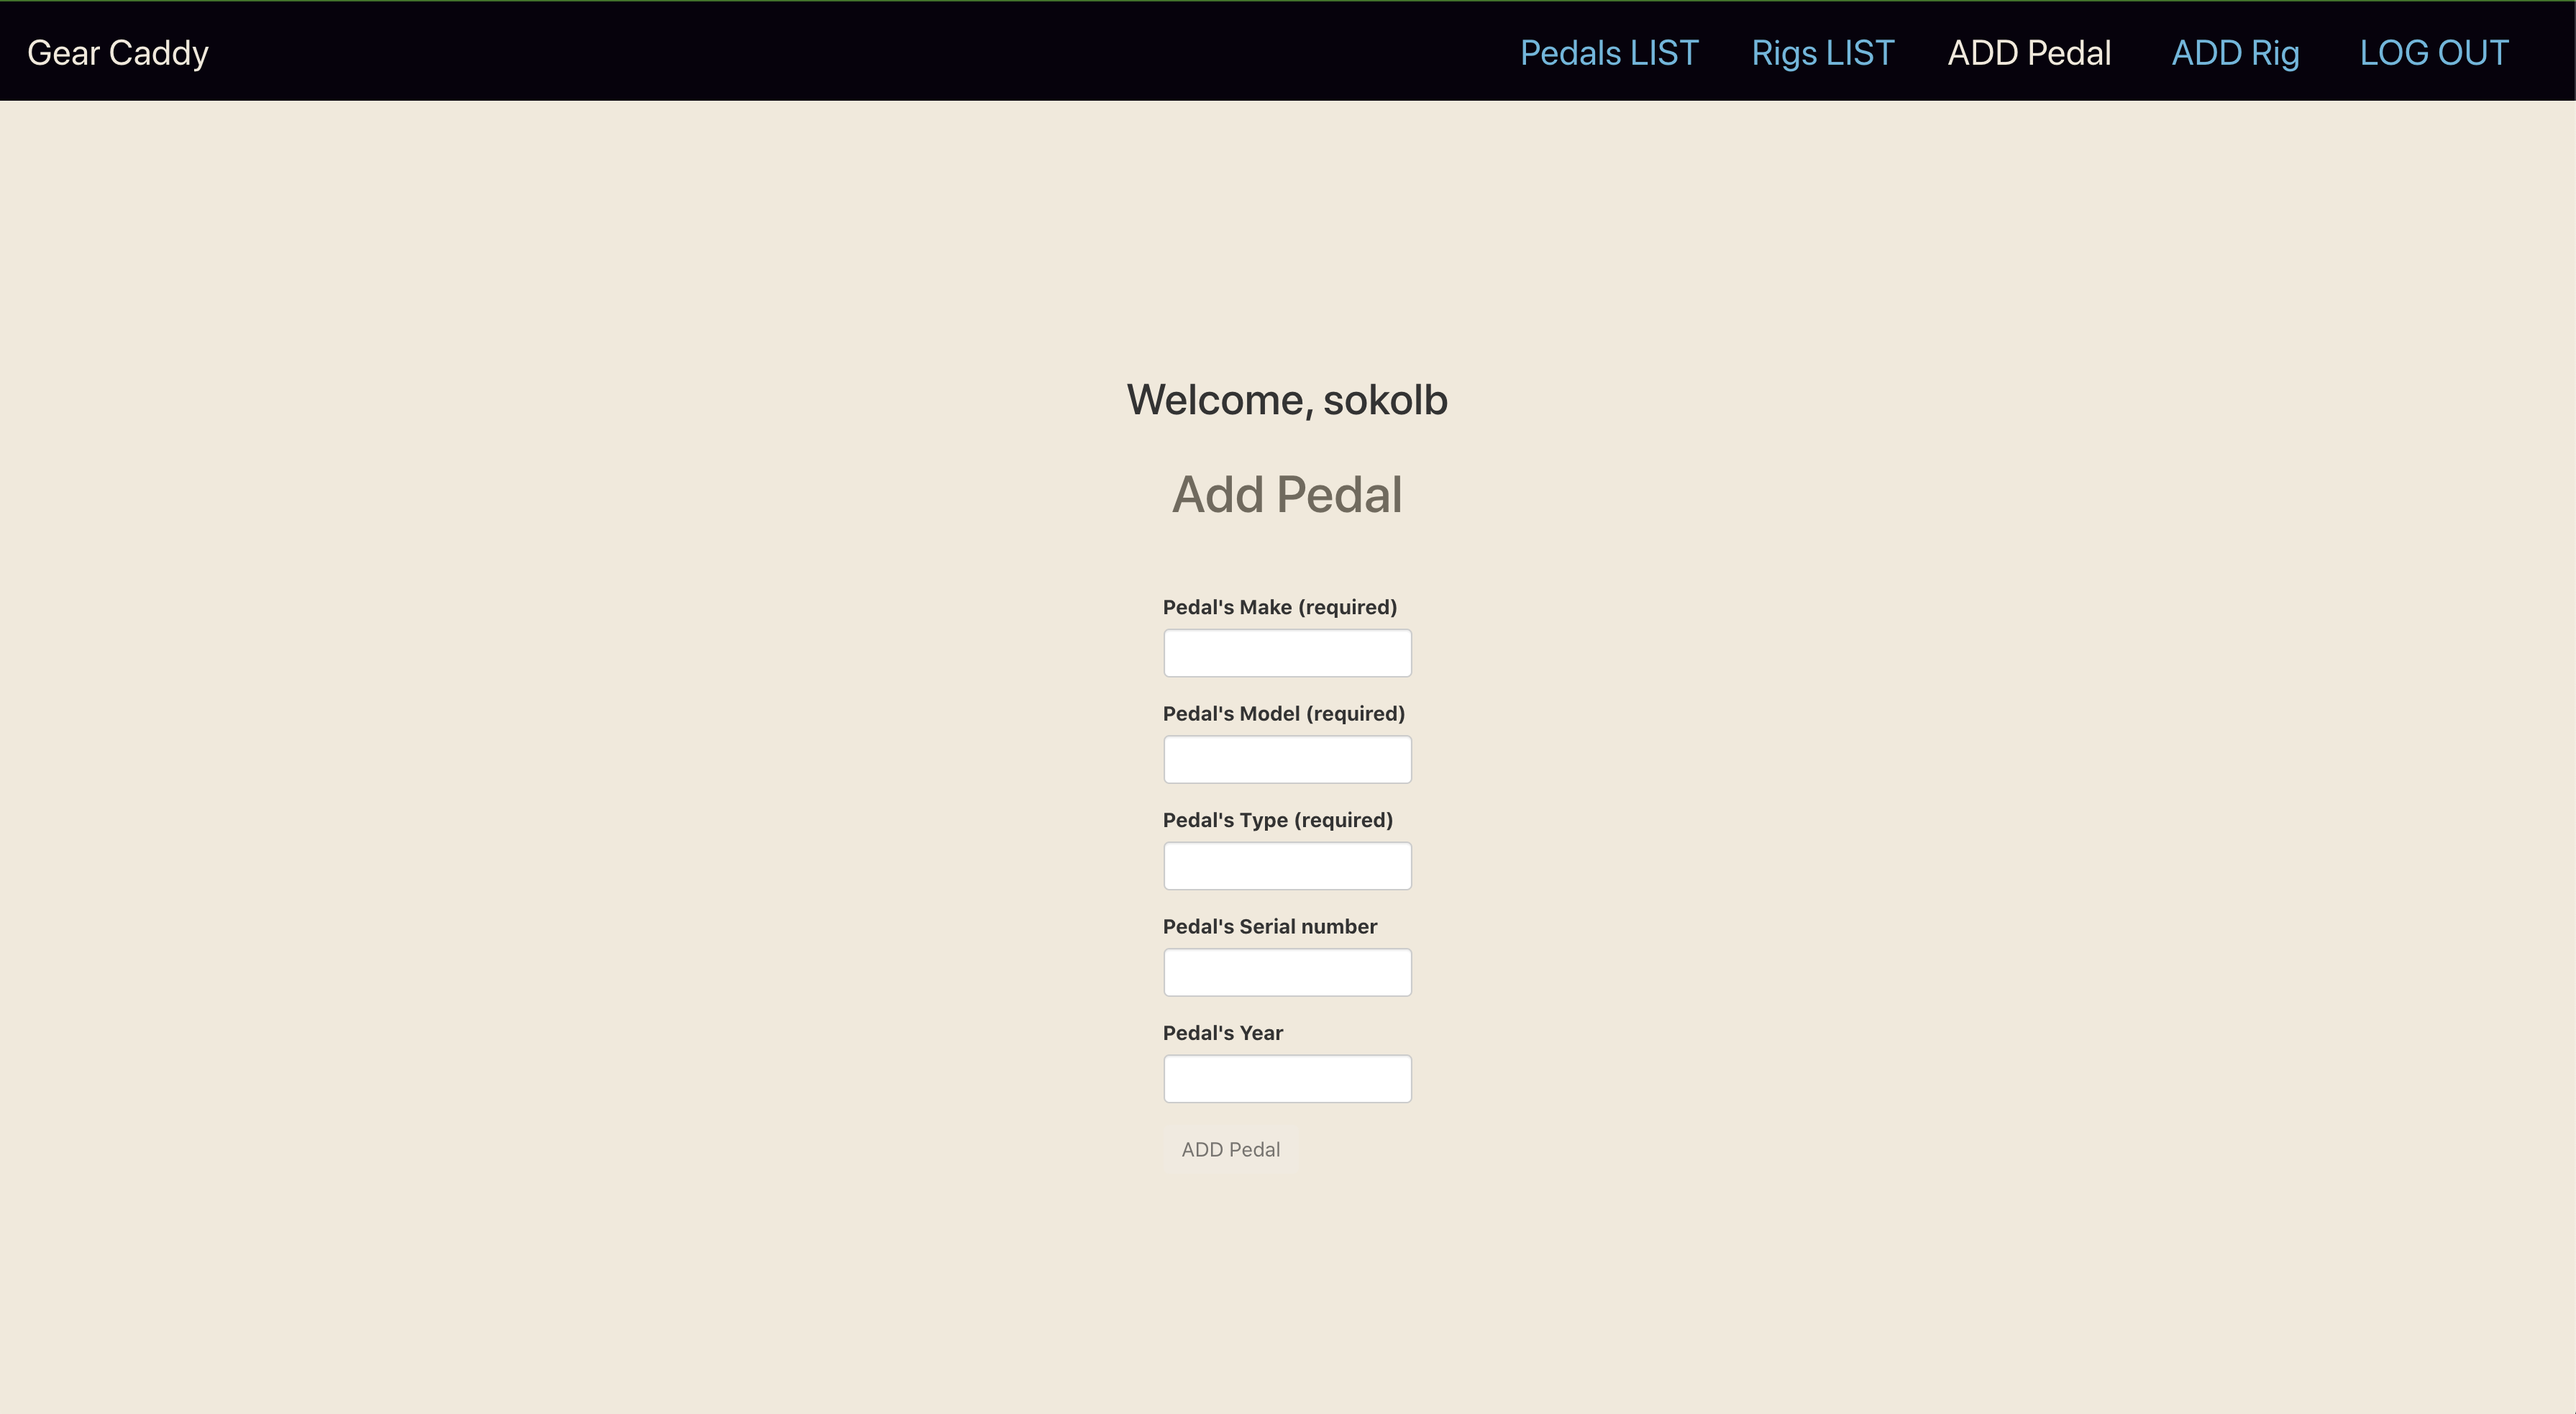 Gear Caddy
Pedals LIST
Rigs LIST
ADD Pedal
ADD Rig
LOG OUT
Welcome, sokolb
Add Pedal
Pedal's Make (required)
Pedal's Model (required)
Pedal's Type (required)
Pedal's Serial number
Pedal's Year
ADD Pedal